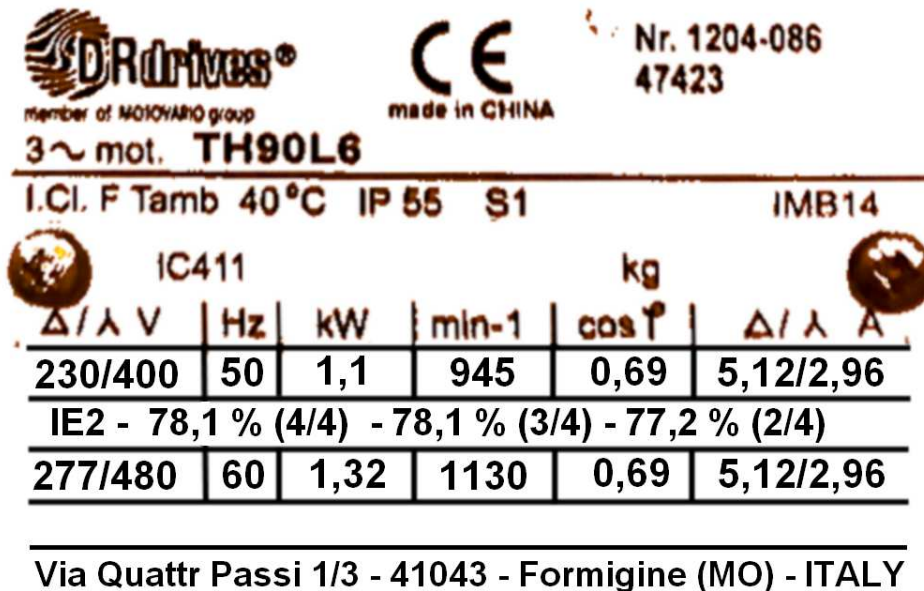 DRdrives®
CE
Nr. 1204-086
47423
member of MOTOVARIO group
made in CHINA
3~ mot. TH90L6
I.Cl. F Tamb 40°C IP 55 S1 IMB14
IC411 kg
Δ/⅄ V Hz kW min-1 cosφ Δ/⅄ A
230/400 50 1,1 945 0,69 5,12/2,96
IE2 - 78,1 % (4/4) - 78,1 % (3/4) - 77,2 % (2/4)
277/480 60 1,32 1130 0,69 5,12/2,96
Via Quattr Passi 1/3 - 41043 - Formigine (MO) - ITALY